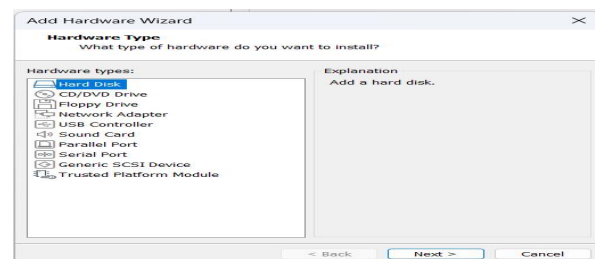 Add Hardware Wizard
Hardware Type
What type of hardware do you want to install?
Hardware types:
Hard Disk
CD/DVD Drive
Floppy Drive
Network Adapter
USB Controller
Sound Card
Parallel Port
Serial Port
Generic SCSI Device
Trusted Platform Module
Explanation
Add a hard disk.
< Back
Next >
Cancel